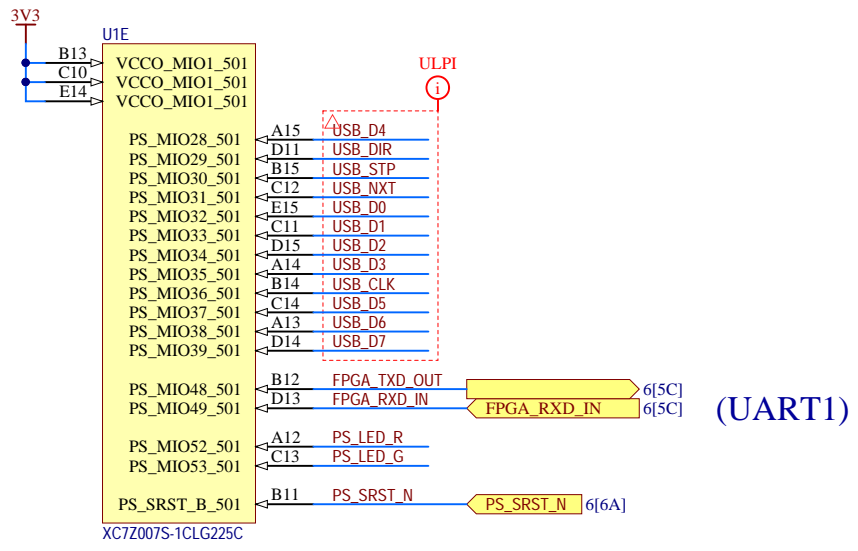 3V3
U1E
ULPI
i
B13 VCCO_MIO1_501
C10 VCCO_MIO1_501
E14 VCCO_MIO1_501
PS_MIO28_501 A15 USB_D4
PS_MIO29_501 D11 USB_DIR
PS_MIO30_501 B15 USB_STP
PS_MIO31_501 C12 USB_NXT
PS_MIO32_501 E15 USB_D0
PS_MIO33_501 C11 USB_D1
PS_MIO34_501 D15 USB_D2
PS_MIO35_501 A14 USB_D3
PS_MIO36_501 B14 USB_CLK
PS_MIO37_501 C14 USB_D5
PS_MIO38_501 A13 USB_D6
PS_MIO39_501 D14 USB_D7
PS_MIO48_501 B12 FPGA_TXD_OUT 6[5C]
PS_MIO49_501 D13 FPGA_RXD_IN FPGA_RXD_IN 6[5C]
(UART1)
PS_MIO52_501 A12 PS_LED_R
PS_MIO53_501 C13 PS_LED_G
PS_SRST_B_501 B11 PS_SRST_N PS_SRST_N 6[6A]
XC7Z007S-1CLG225C